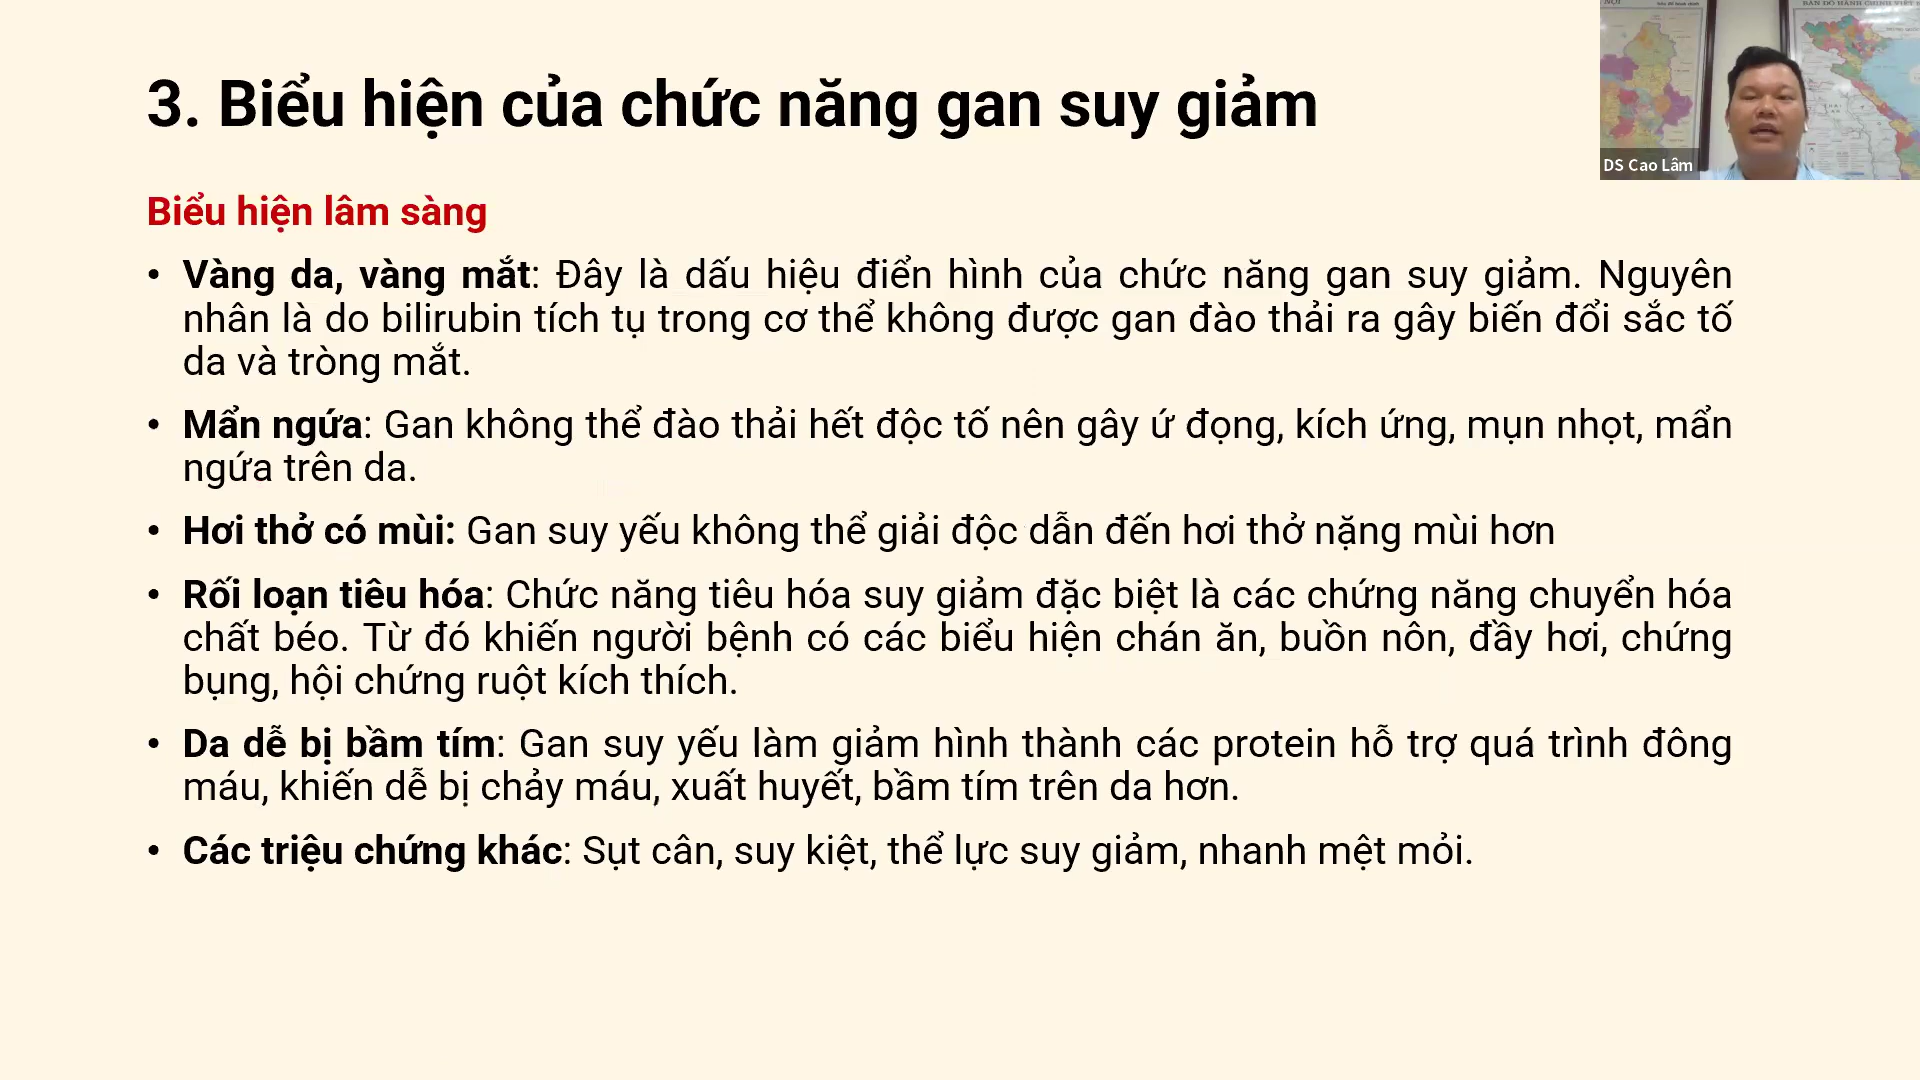 3. Biểu hiện của chức năng gan suy giảm
DS Cao Lâm
Biểu hiện lâm sàng
• Vàng da, vàng mắt: Đây là dấu hiệu điển hình của chức năng gan suy giảm. Nguyên
nhân là do bilirubin tích tụ trong cơ thể không được gan đào thải ra gây biến đổi sắc tố
da và tròng mắt.
• Mẩn ngứa: Gan không thể đào thải hết độc tố nên gây ứ đọng, kích ứng, mụn nhọt, mẩn
ngứa trên da.
• Hơi thở có mùi: Gan suy yếu không thể giải độc dẫn đến hơi thở nặng mùi hơn
• Rối loạn tiêu hóa: Chức năng tiêu hóa suy giảm đặc biệt là các chứng năng chuyển hóa
chất béo. Từ đó khiến người bệnh có các biểu hiện chán ăn, buồn nôn, đầy hơi, chứng
bụng, hội chứng ruột kích thích.
• Da dễ bị bầm tím: Gan suy yếu làm giảm hình thành các protein hỗ trợ quá trình đông
máu, khiến dễ bị chảy máu, xuất huyết, bầm tím trên da hơn.
• Các triệu chứng khác: Sụt cân, suy kiệt, thể lực suy giảm, nhanh mệt mỏi.